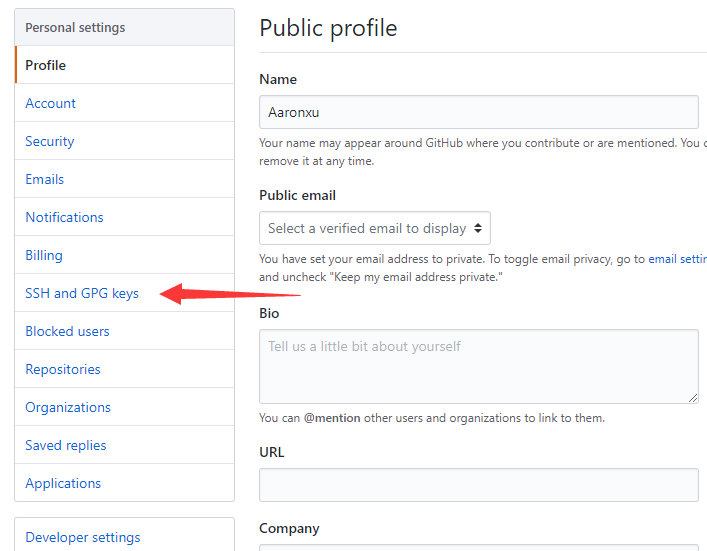 Personal settings
Profile
Account
Security
Emails
Notifications
Billing
SSH and GPG keys
Blocked users
Repositories
Organizations
Saved replies
Applications
Developer settings
Public profile
Name
Aaronxu
Your name may appear around GitHub where you contribute or are mentioned. You
remove it at any time.
Public email
Select a verified email to display
You have set your email address to private. To toggle email privacy, go to email
and uncheck "Keep my email address private."
Bio
Tell us a little bit about yourself
You can @mention other users and organizations to link to them.
URL
Company